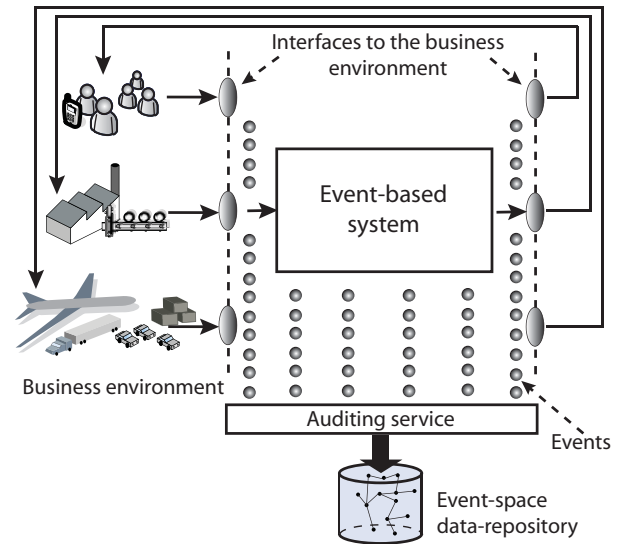 Interfaces to the business
environment
Event-based
system
Business environment
Auditing service
Events
Event-space
data-repository